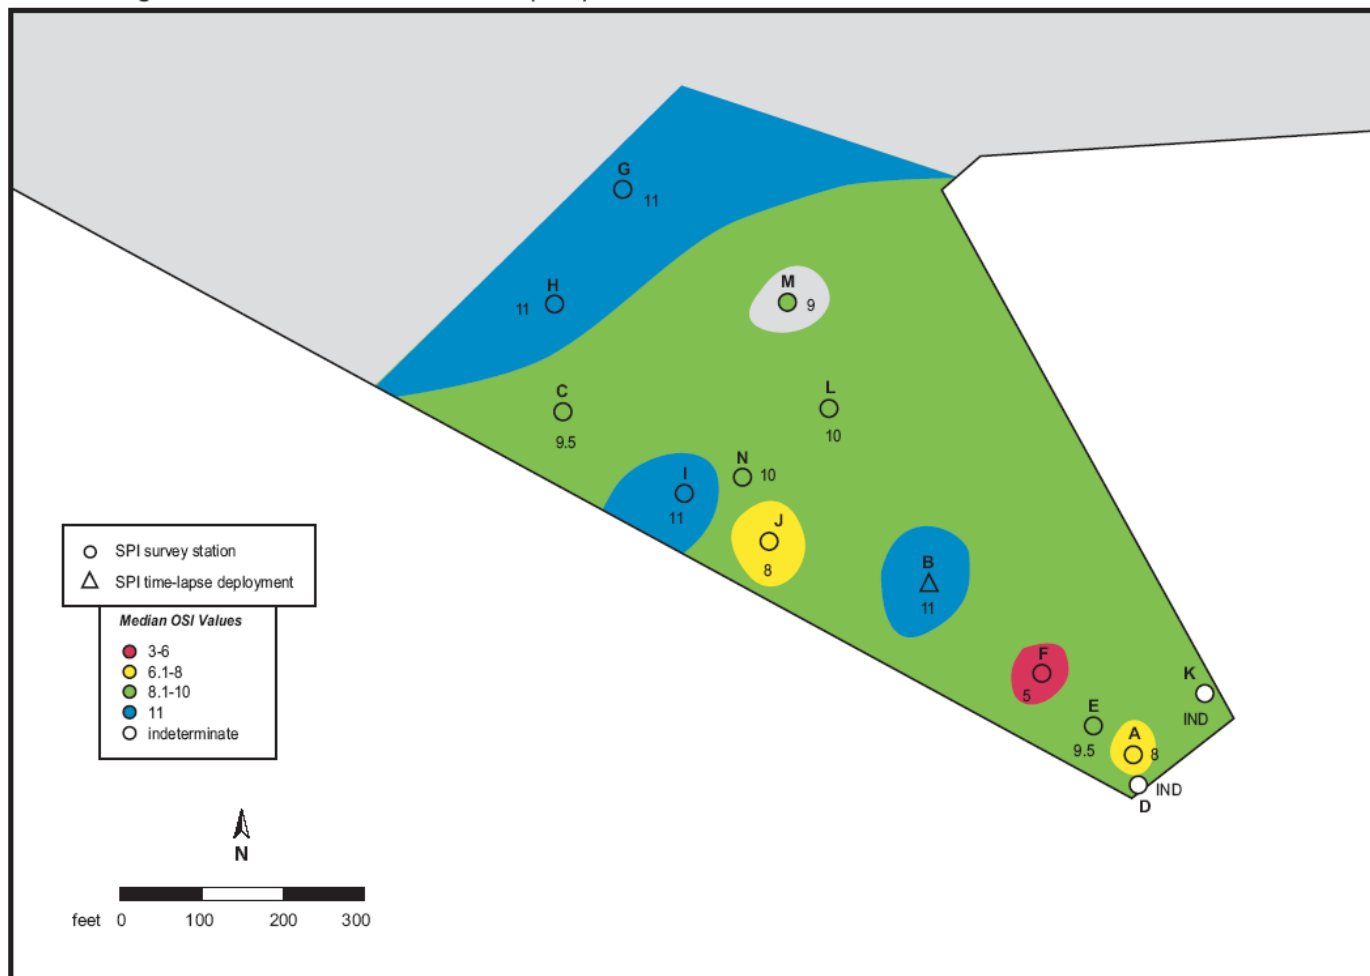 G
11
H
11
M
9
C
9.5
L
10
N
10
I
11
J
8
B
11
F
5
K
IND
E
9.5
A
8
IND
D
SPI survey station
SPI time-lapse deployment
Median OSI Values
3-6
6.1-8
8.1-10
11
indeterminate
N
feet 0 100 200 300